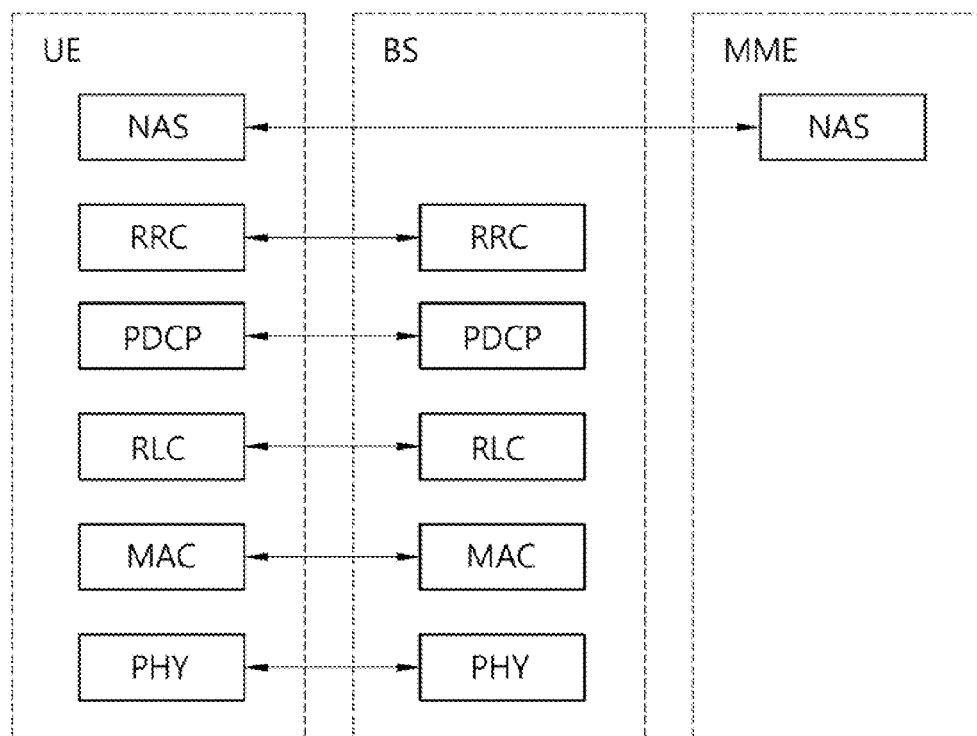 UE BS MME
NAS NAS
RRC RRC
PDCP PDCP
RLC RLC
MAC MAC
PHY PHY